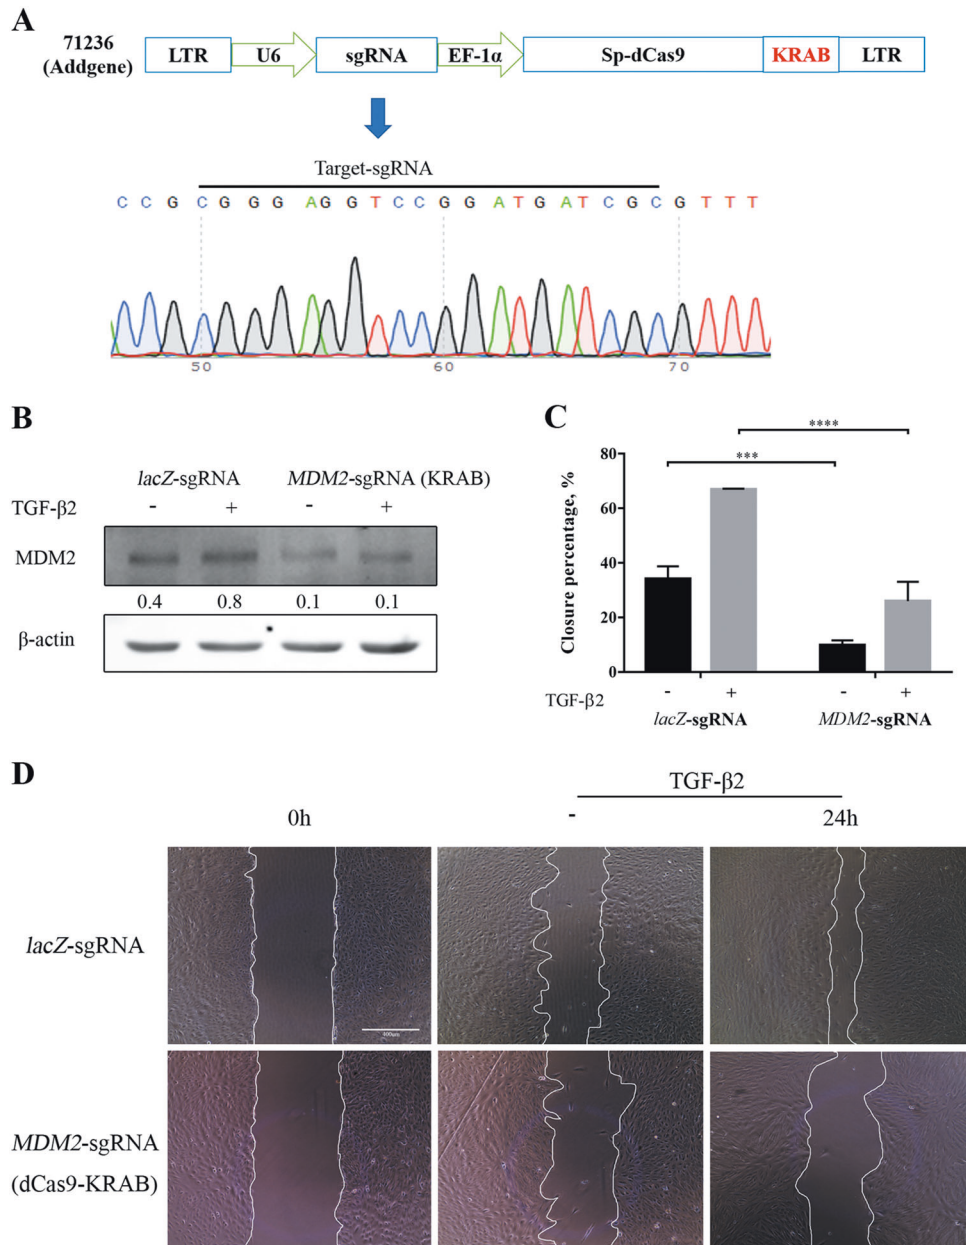 A
71236
(Addgene)
LTR U6 sgRNA EF-1α Sp-dCas9 KRAB LTR
Target-sgRNA
C C G C G G G A G G T C C G G A T G A T C G C G T T T
50 60 70
B
lacZ-sgRNA MDM2-sgRNA (KRAB)
TGF-β2 - + - +
MDM2
0.4 0.8 0.1 0.1
β-actin
C
****
***
Closure percentage, %
80
60
40
20
0
TGF-β2 - + - +
lacZ-sgRNA MDM2-sgRNA
D
TGF-β2
0h - 24h
lacZ-sgRNA
400μm
MDM2-sgRNA
(dCas9-KRAB)